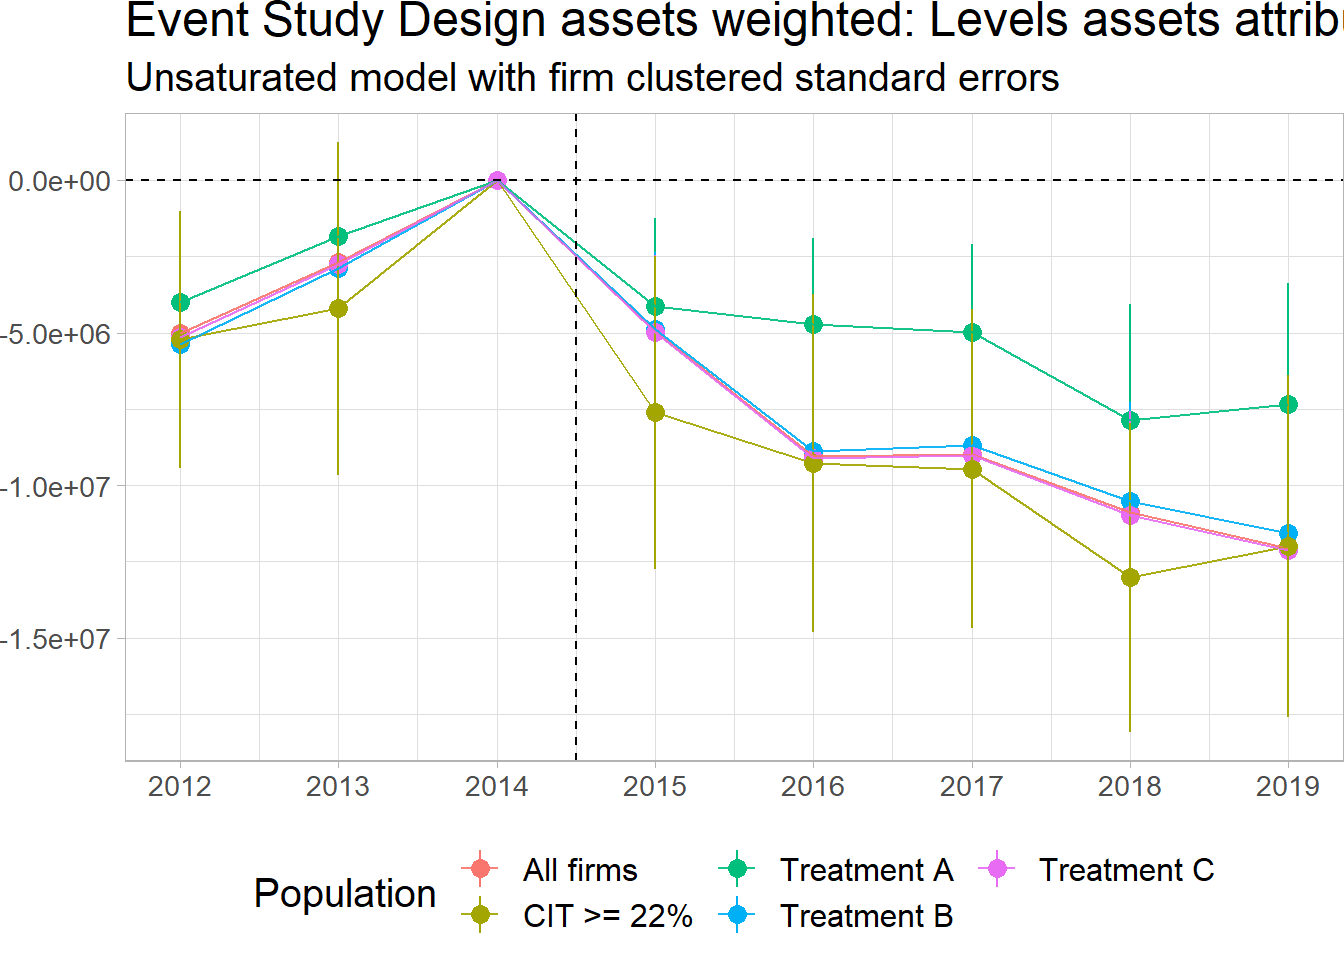 Event Study Design assets weighted: Levels assets
Unsaturated model with firm clustered standard errors
0.0e+00
-5.0e+06
-1.0e+07
-1.5e+07
2012 2013 2014 2015 2016 2017 2018 2019
Population
All firms Treatment A Treatment C
CIT >= 22% Treatment B